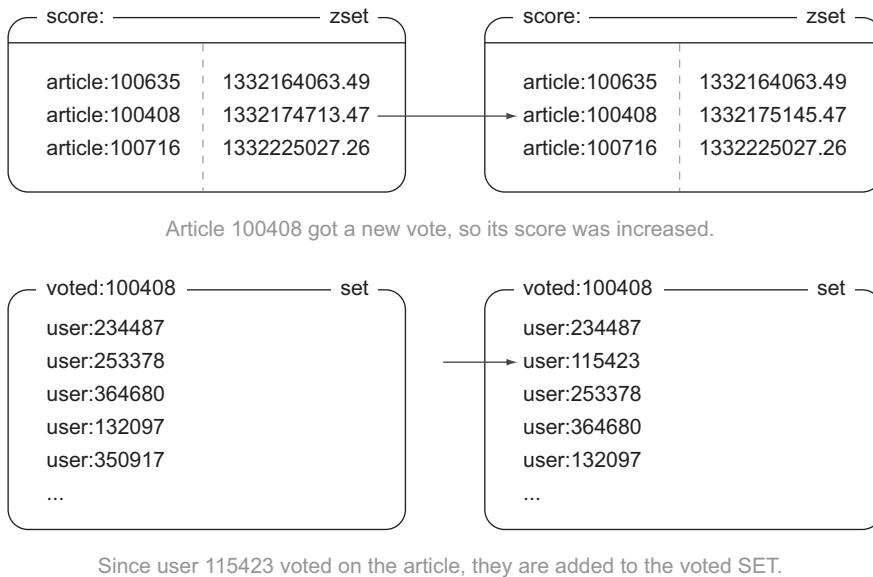 score: zset score: zset
article:100635 1332164063.49 article:100635 1332164063.49
article:100408 1332174713.47 article:100408 1332175145.47
article:100716 1332225027.26 article:100716 1332225027.26
Article 100408 got a new vote, so its score was increased.
voted:100408 set voted:100408 set
user:234487 user:234487
user:253378 user:115423
user:364680 user:253378
user:132097 user:364680
user:350917 user:132097
... ...
Since user 115423 voted on the article, they are added to the voted SET.